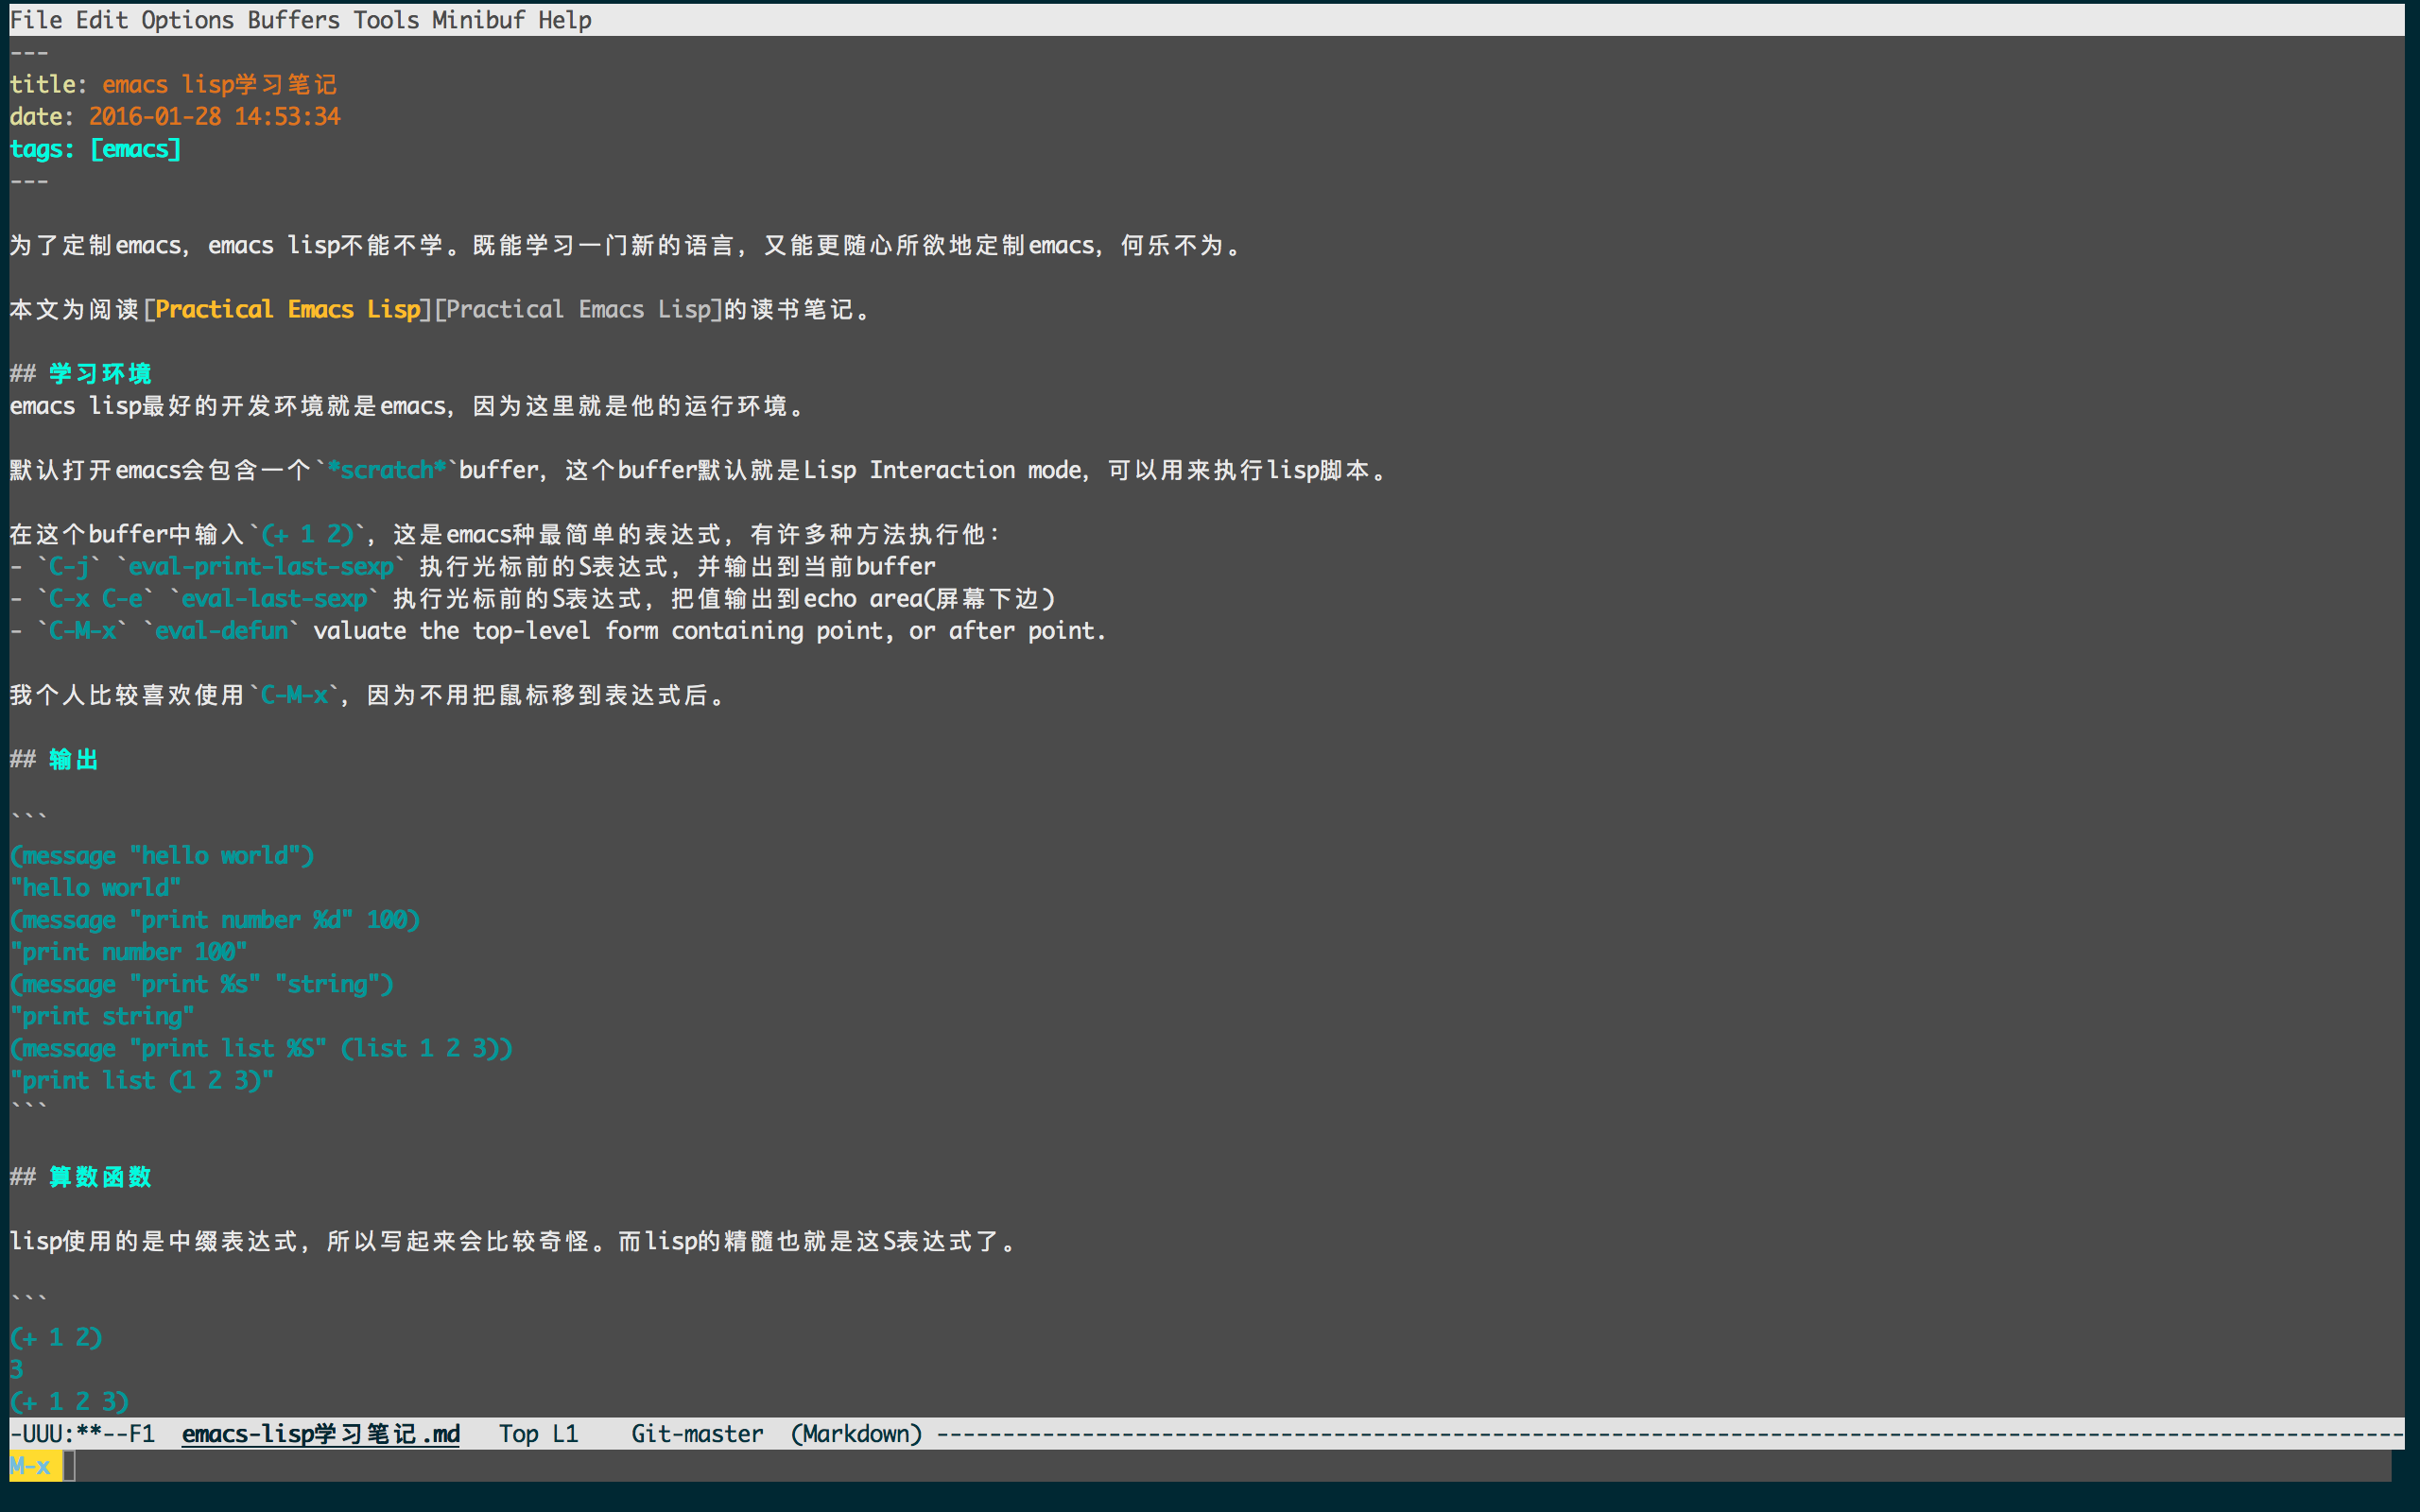 File Edit Options Buffers Tools Minibuf Help
---
title: emacs lisp学习笔记
date: 2016-01-28 14:53:34
tags: [emacs]
---
为了定制emacs, emacs lisp不能不学。既能学习一门新的语言, 又能更随心所欲地定制emacs, 何乐不为。
本文为阅读[Practical Emacs Lisp][Practical Emacs Lisp]的读书笔记。
## 学习环境
emacs lisp最好的开发环境就是emacs, 因为这里就是他的运行环境。
默认打开emacs会包含一个`*scratch*`buffer, 这个buffer默认就是Lisp Interaction mode, 可以用来执行lisp脚本。
在这个buffer中输入`(+ 1 2)`, 这是emacs种最简单的表达式, 有许多种方法执行他:
- `C-j` `eval-print-last-sexp` 执行光标前的S表达式, 并输出到当前buffer
- `C-x C-e` `eval-last-sexp` 执行光标前的S表达式, 把值输出到echo area(屏幕下边)
- `C-M-x` `eval-defun` valuate the top-level form containing point, or after point.
我个人比较喜欢使用`C-M-x`, 因为不用把鼠标移到表达式后。
## 输出
```
(message "hello world")
"hello world"
(message "print number %d" 100)
"print number 100"
(message "print %s" "string")
"print string"
(message "print list %S" (list 1 2 3))
"print list (1 2 3)"
```
## 算数函数
lisp使用的是中缀表达式, 所以写起来会比较奇怪。而lisp的精髓也就是这S表达式了。
```
(+ 1 2)
3
(+ 1 2 3)
-UUU:**--F1  emacs-lisp学习笔记.md   Top L1    Git-master  (Markdown) ---------------------------------------------------------------------------------------------------------------
M-x